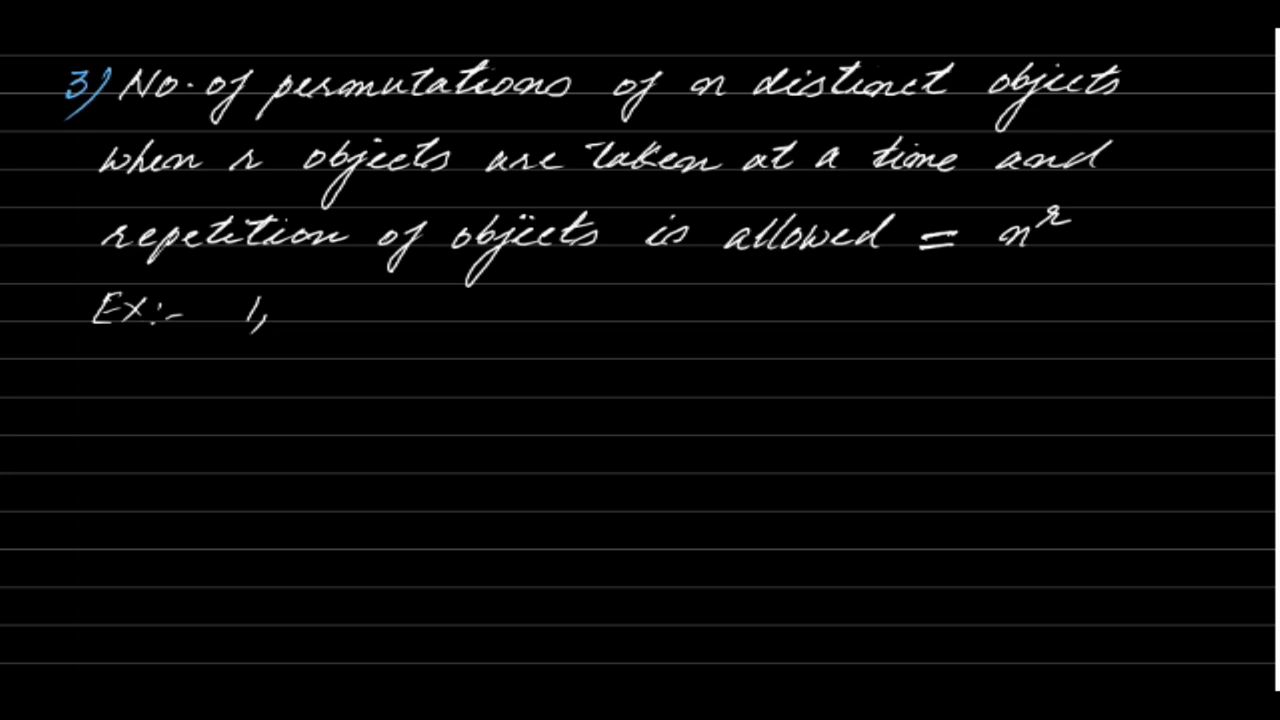 3) No. of permutations of n distinct objects
when r objects are taken at a time and
repetition of objects is allowed = n^r
Ex:- 1,